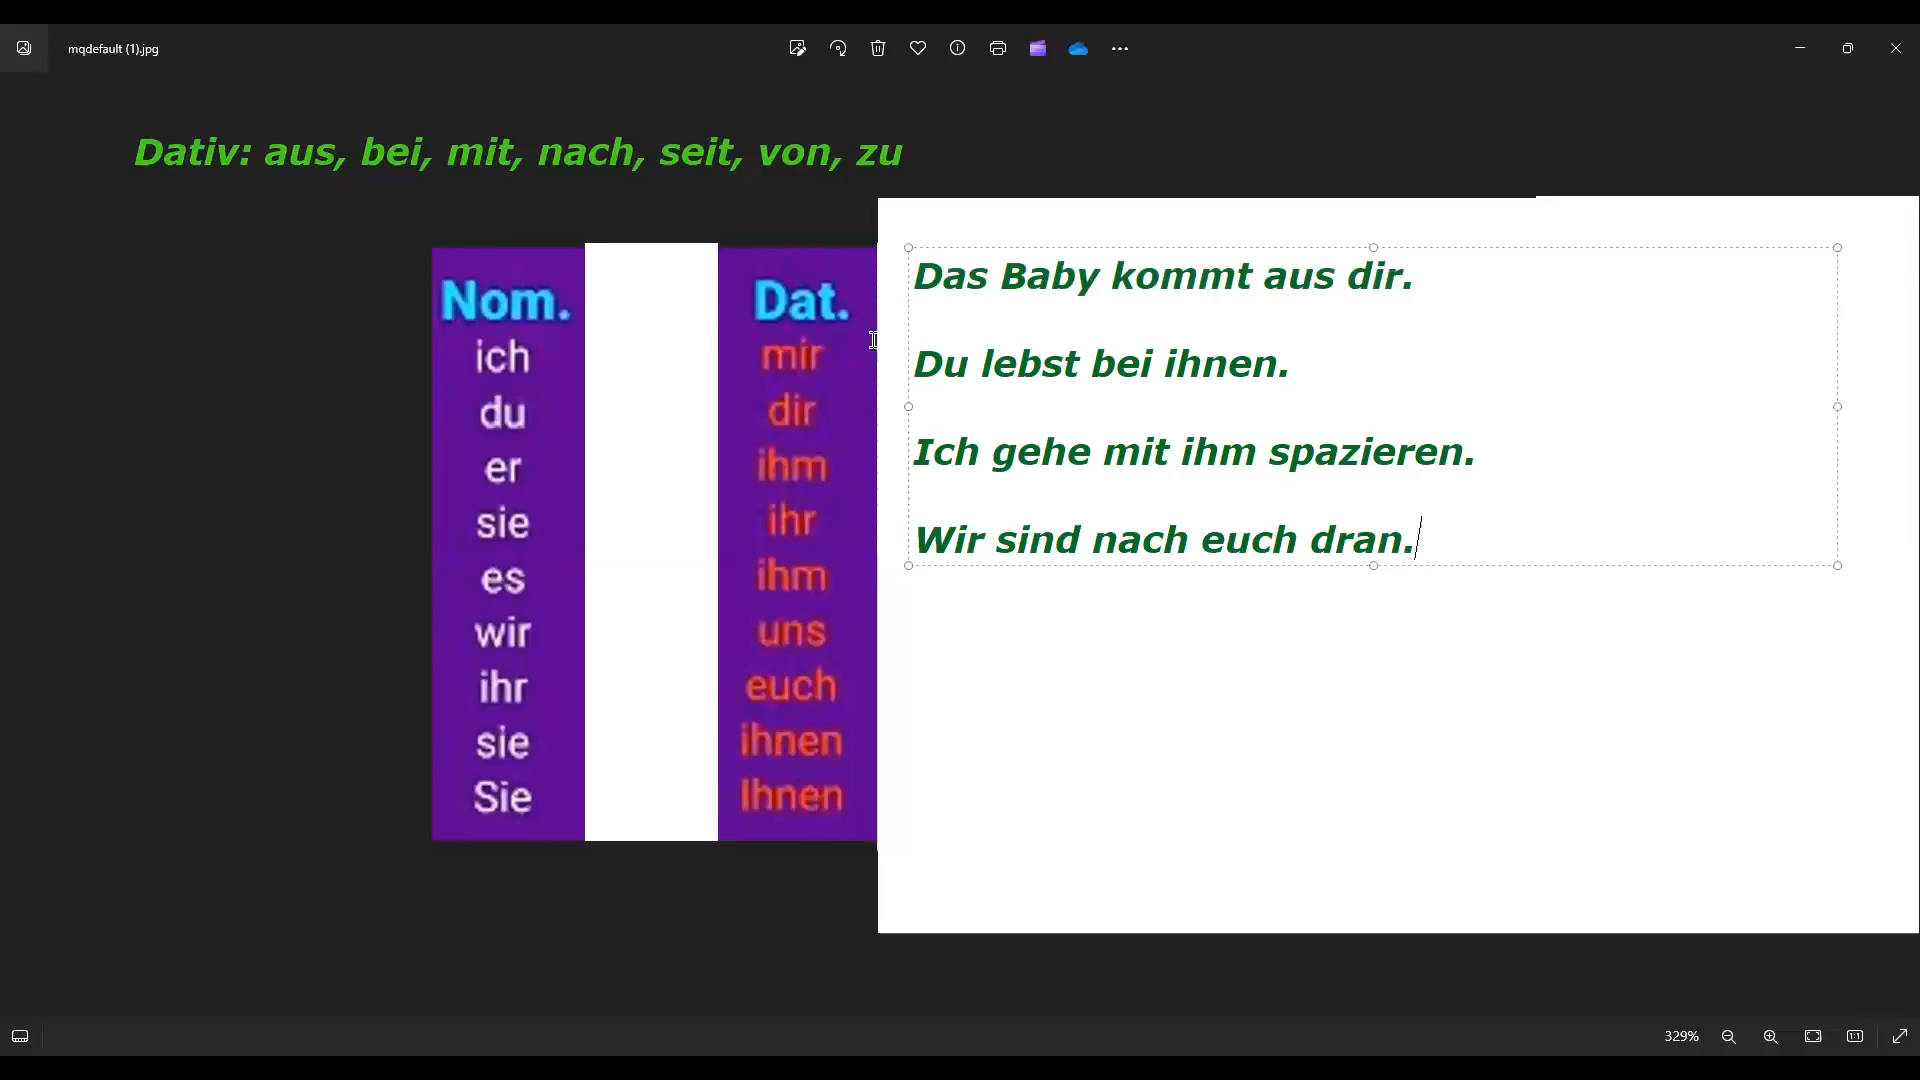 mqdefault (1).jpg
Dativ: aus, bei, mit, nach, seit, von, zu
Nom. Dat.
ich mir
du dir
er ihm
sie ihr
es ihm
wir uns
ihr euch
sie ihnen
Sie Ihnen
Das Baby kommt aus dir.
Du lebst bei ihnen.
Ich gehe mit ihm spazieren.
Wir sind nach euch dran.
329%